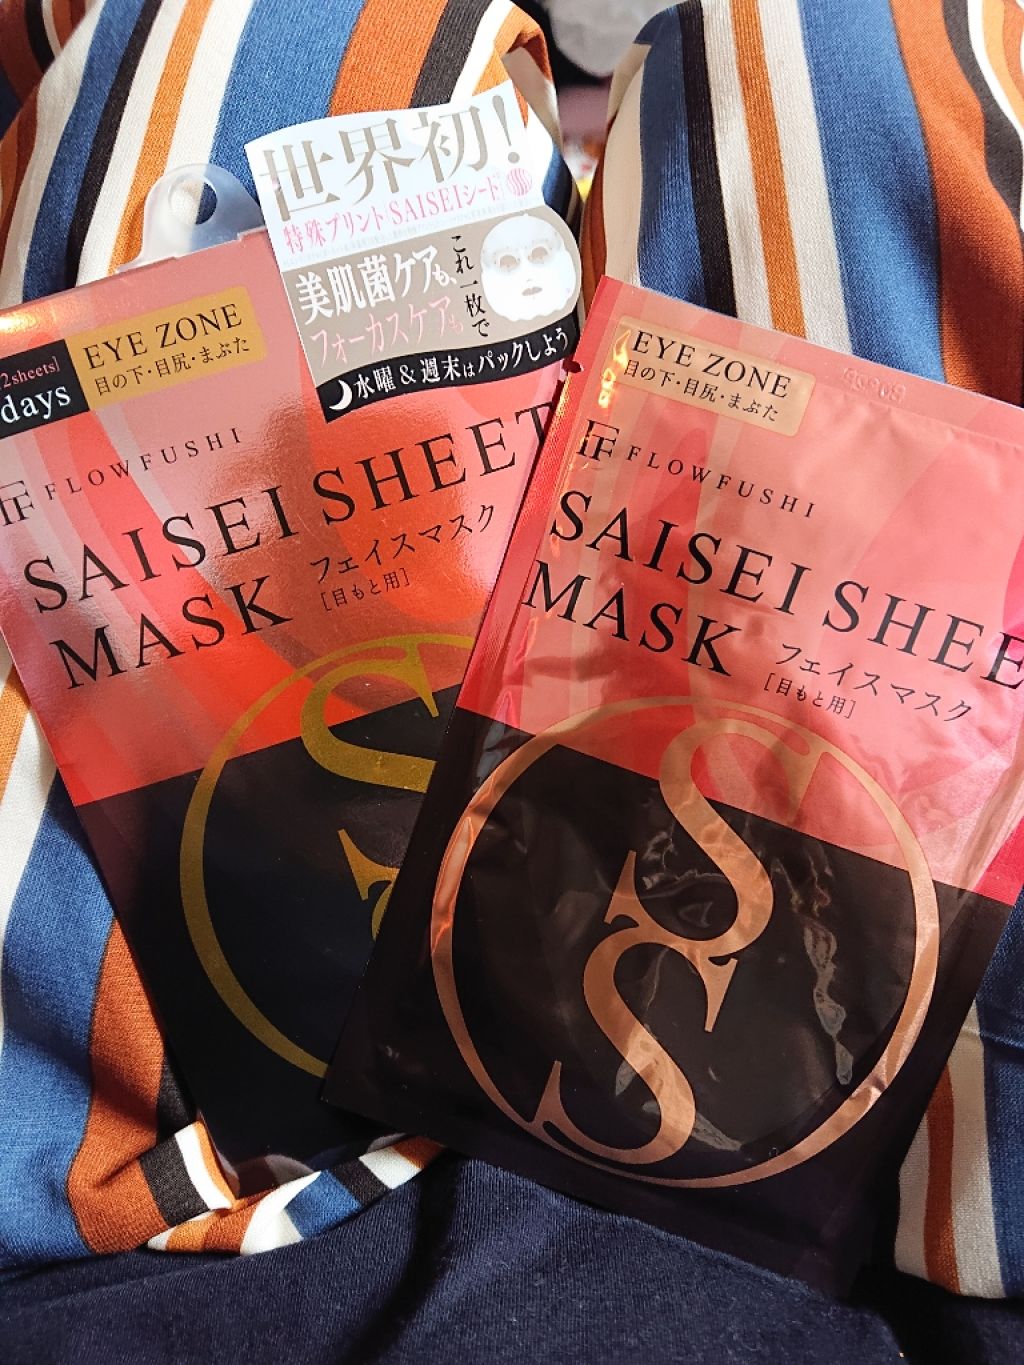 世界初!
特殊プリント[SAISEIシード]
美肌菌ケアも、
フォーカスケアも
これ一枚で
水曜&週末はパックしよう
2sheets]
days
EYE ZONE
目の下・目尻・まぶた
FLOWFUSHI
SAISEI SHEET
MASK
フェイスマスク
[目もと用]
S
EYE ZONE
目の下・目尻・まぶた
FLOWFUSHI
SAISEI SHEE
MASK
フェイスマスク
[目もと用]
SS